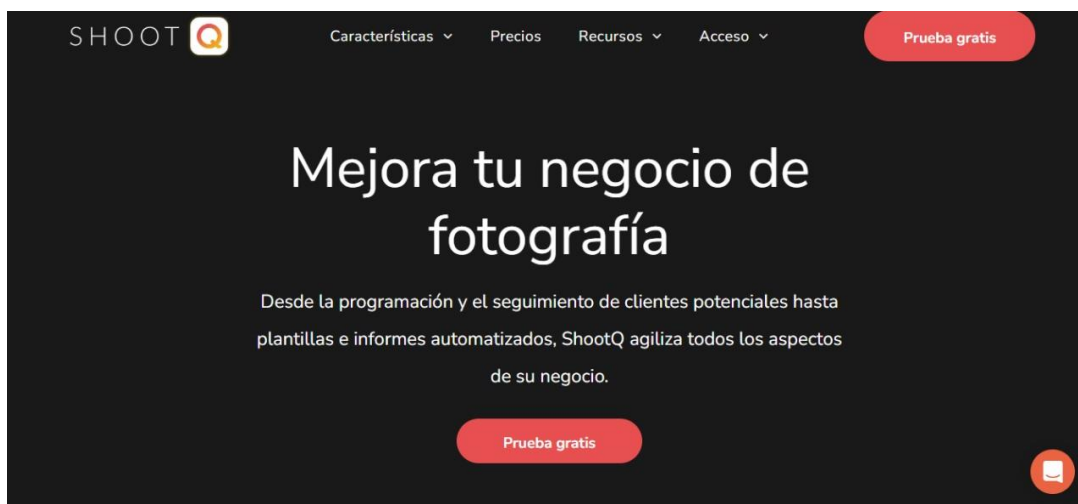 SHOOT Q
Características
Precios
Recursos
Acceso
Prueba gratis
Mejora tu negocio de
fotografía
Desde la programación y el seguimiento de clientes potenciales hasta
plantillas e informes automatizados, ShootQ agiliza todos los aspectos
de su negocio.
Prueba gratis